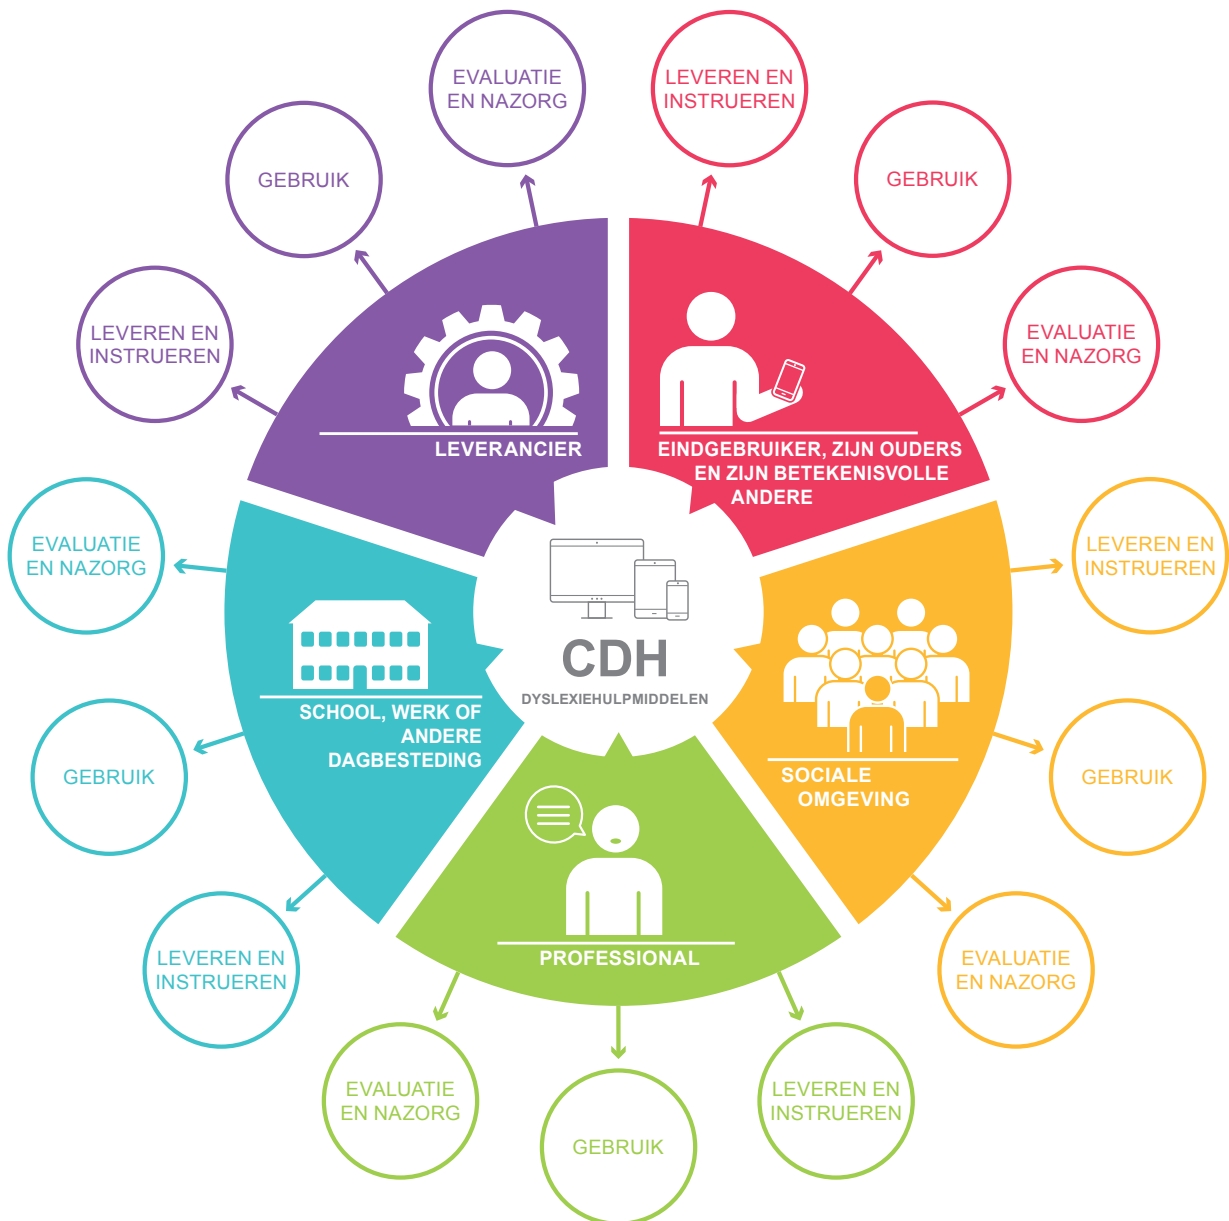 EVALUATIE
EN NAZORG
LEVEREN EN
INSTRUEREN
GEBRUIK
GEBRUIK
LEVEREN EN
INSTRUEREN
EVALUATIE
EN NAZORG
LEVERANCIER
EINDGEBRUIKER, ZIJN OUDERS
EN ZIJN BETEKENISVOLLE
ANDERE
EVALUATIE
EN NAZORG
LEVEREN EN
INSTRUEREN
CDH
DYSLEXIEHULPMIDDELEN
SCHOOL, WERK OF
ANDERE
DAGBESTEDING
SOCIALE
OMGEVING
GEBRUIK
GEBRUIK
PROFESSIONAL
LEVEREN EN
INSTRUEREN
EVALUATIE
EN NAZORG
EVALUATIE
EN NAZORG
LEVEREN EN
INSTRUEREN
GEBRUIK